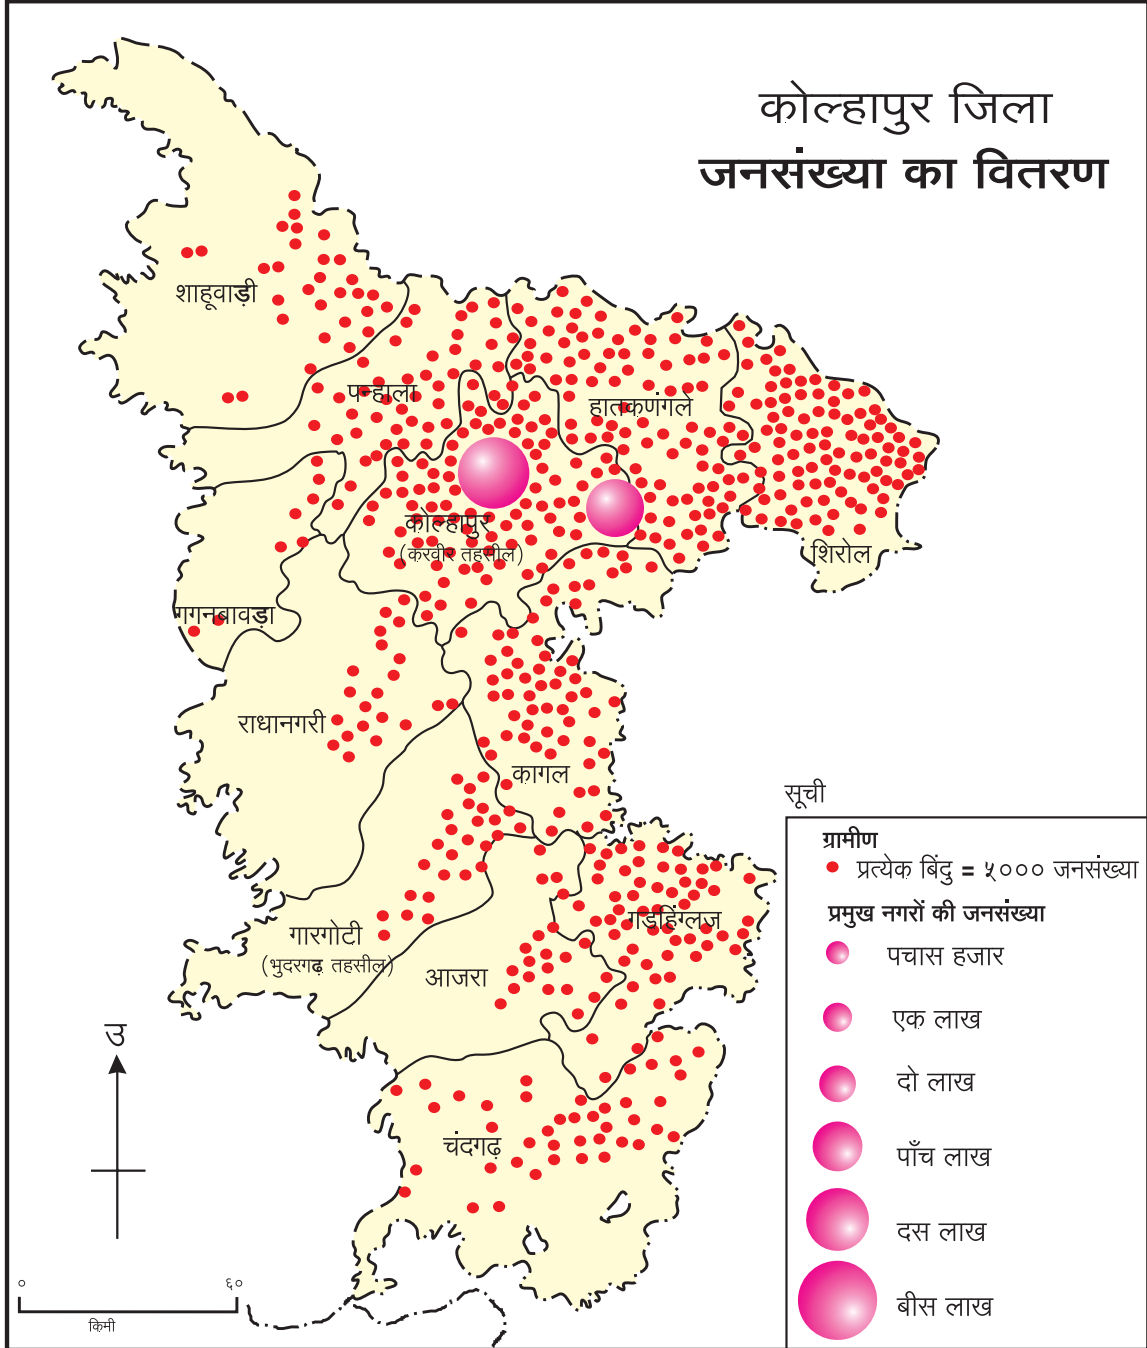 कोल्हापुर जिला
जनसंख्या का वितरण
शाहूवाड़ी
पन्हाला
हातकणंगले
कोल्हापुर
(करवीर तहसील)
शिरोल
गगनबावड़ा
राधानगरी
कागल
गारगोटी
(भुदरगढ़ तहसील)
आजरा
गडहिंग्लज
चंदगढ़
उ
० ६०
किमी
सूची
ग्रामीण
प्रत्येक बिंदु = ५००० जनसंख्या
प्रमुख नगरों की जनसंख्या
पचास हजार
एक लाख
दो लाख
पाँच लाख
दस लाख
बीस लाख